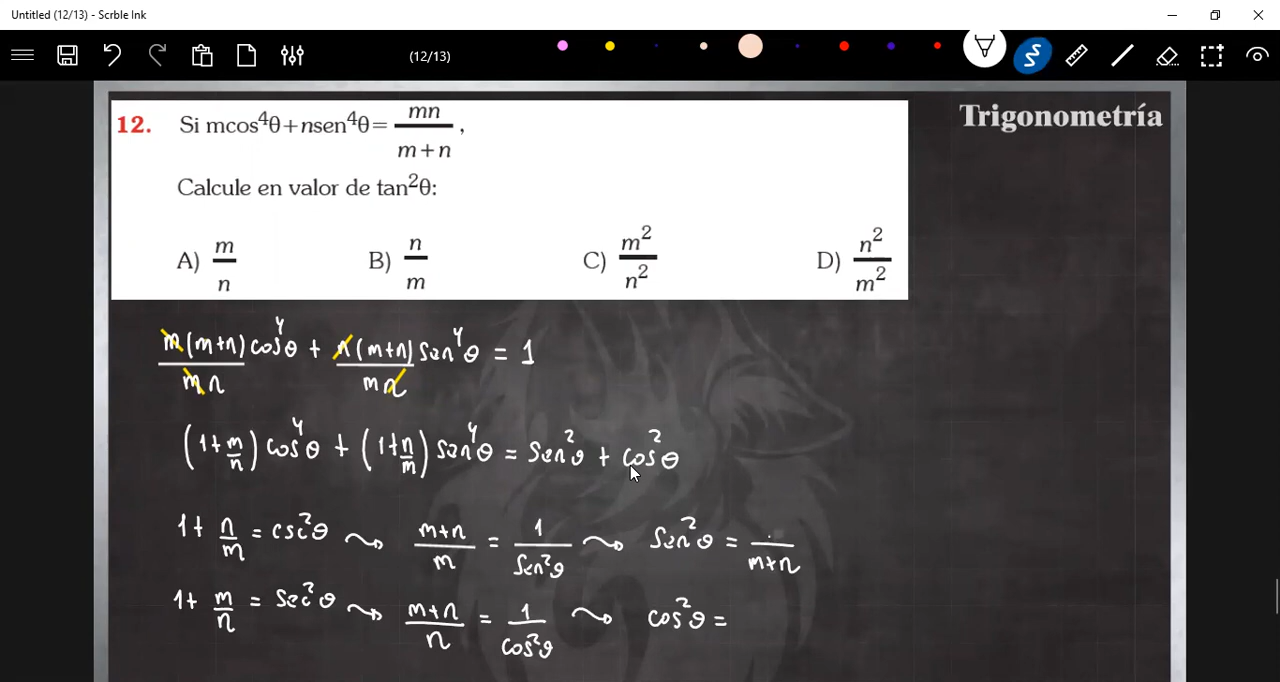 Untitled (12/13) - Scrble Ink
(12/13)
Trigonometría
12. Si mcos⁴θ+nsen⁴θ= mn/(m+n),
Calcule en valor de tan²θ:
A) m/n B) n/m C) m²/n² D) n²/m²
m(m+n)/mn cos⁴θ + n(m+n)/mn Sen⁴θ = 1
(1+m/n) cos⁴θ + (1+n/m) sen⁴θ = Sen²θ + cos²θ
1+ n/m = csc²θ ⤳ (m+n)/m = 1/Sen²θ ⤳ Sen²θ = /(m+n)
1+ m/n = Sec²θ ⤳ (m+n)/n = 1/cos²θ ⤳ cos²θ =